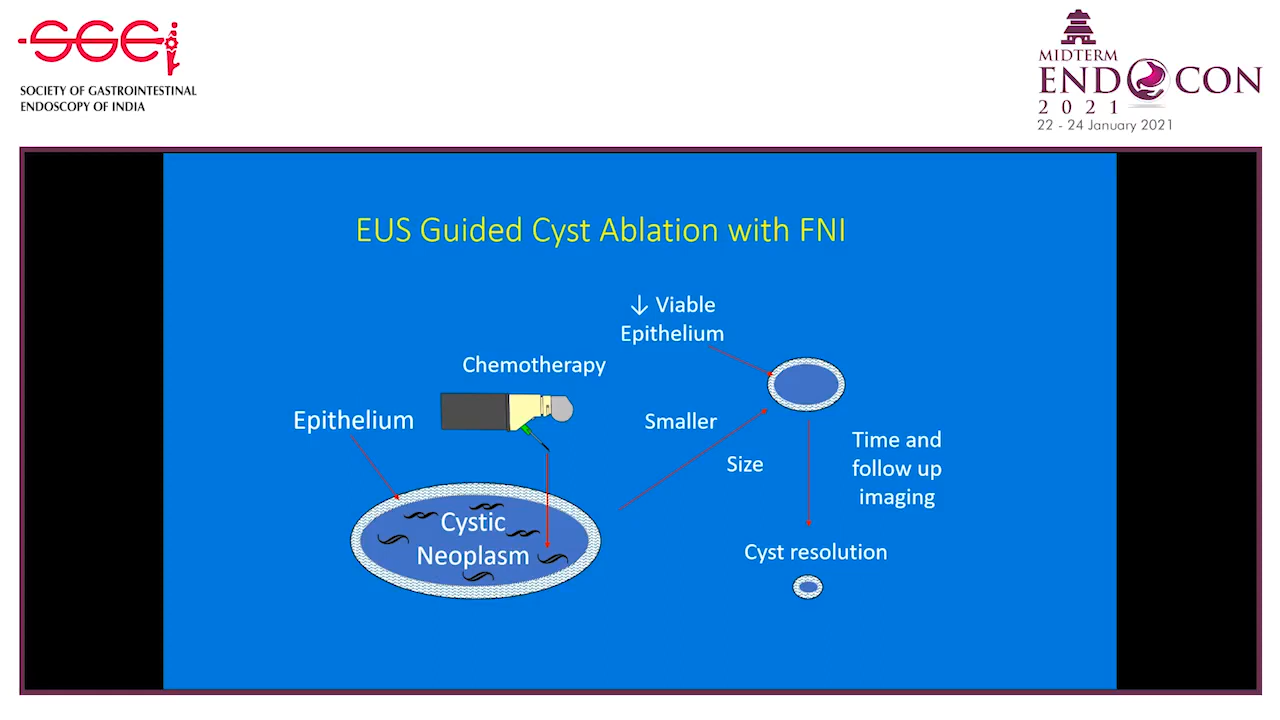 SGEi
SOCIETY OF GASTROINTESTINAL
ENDOSCOPY OF INDIA
MIDTERM
ENDOCON
2021
22 - 24 January 2021
EUS Guided Cyst Ablation with FNI
↓ Viable
Epithelium
Chemotherapy
Epithelium
Smaller
Size
Time and
follow up
imaging
Cystic
Neoplasm
Cyst resolution